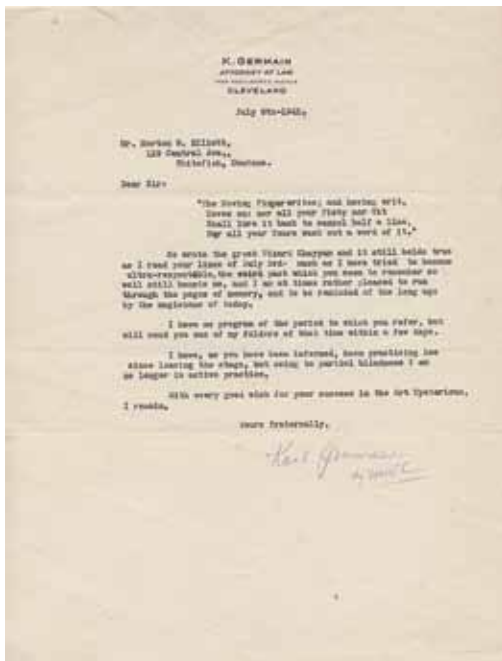 K. GERMAIN
ATTORNEY AT LAW
CLEVELAND
July 9th-1942.
Mr. Norton W. Elliott,
129 Central Ave.,
Whitefish, Montana.
Dear Sir:
"The Moving Fingerwrites; and having writ,
Moves on: nor all your Piety nor Wit
Shall lure it back to cancel half a line,
Nor all your Tears wash out a word of it."
So wrote the great Wizard Khayyam and it still holds true
as I read your lines of July 3rd- much as I have tried to become
ultra-respectable, the weird past which you seem to remember so
well still haunts me, and I am at times rather pleased to run
through the pages of memory, and to be reminded of the long ago
by the magicians of today.
I have no program of the period to which you refer, but
will send you one of my folders of that time within a few days.
I have, as you have been informed, been practicing law
since leaving the stage, but owing to partial blindness I am
no longer in active practice.
With every good wish for your success in the Art Mysterious,
I remain,
Yours fraternally,
Karl Germain